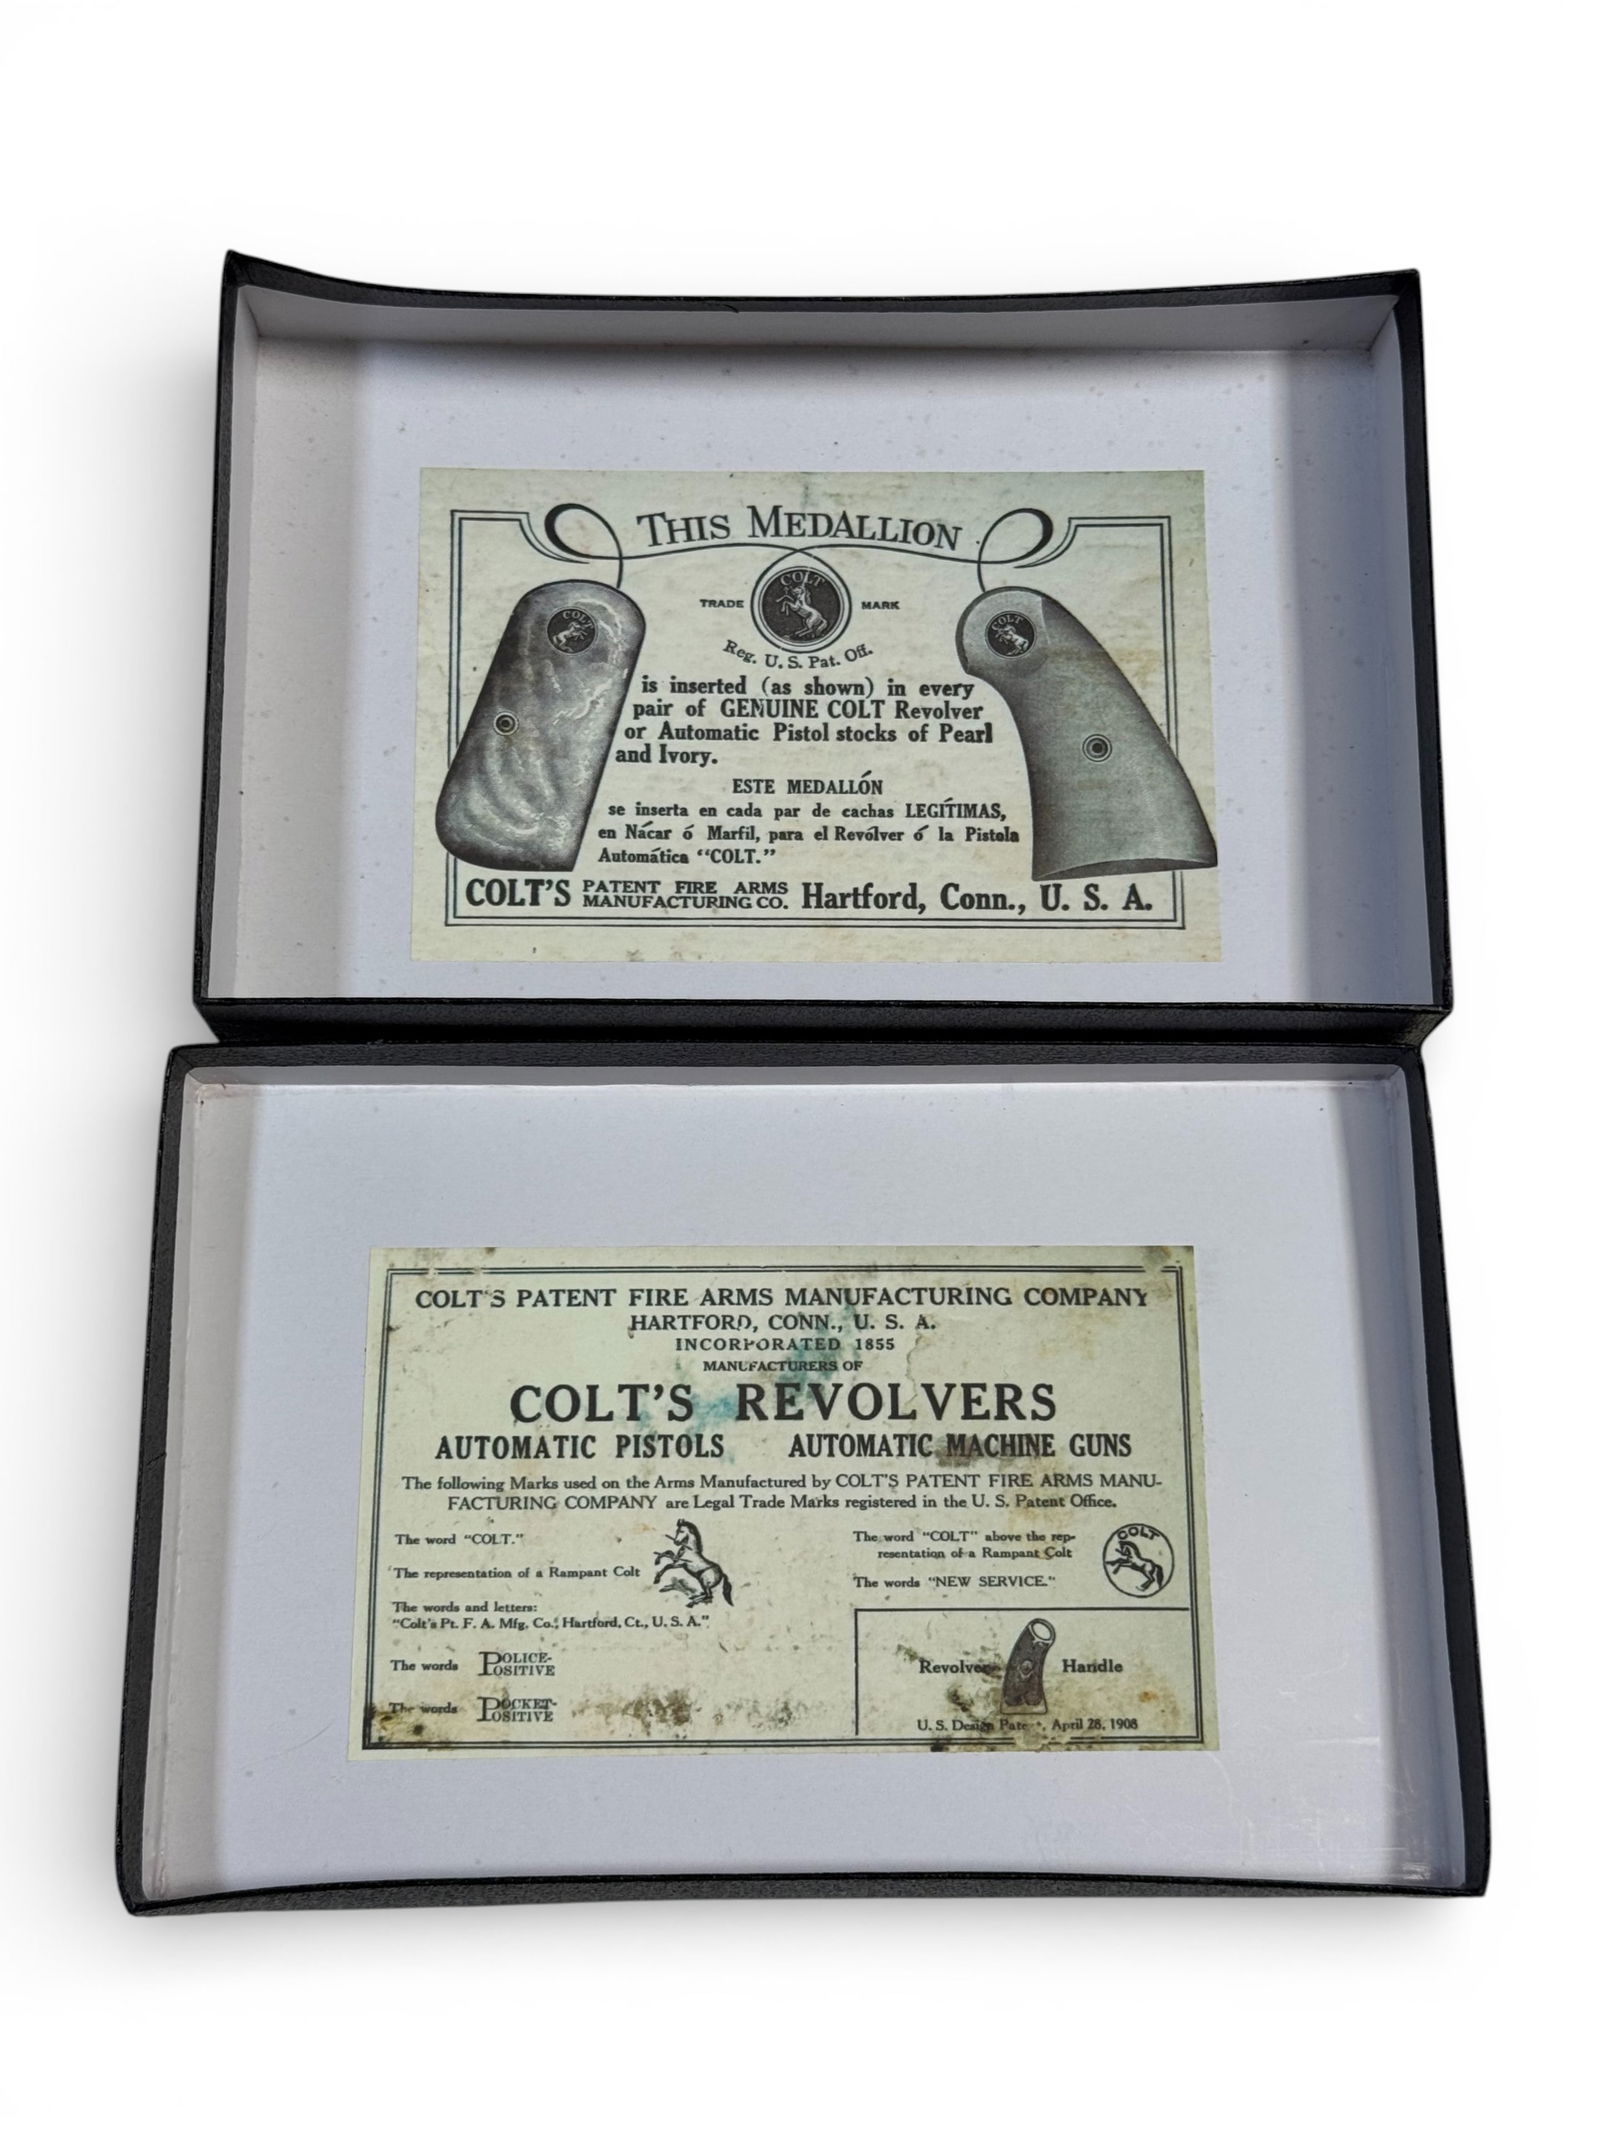 THIS MEDALLION
COLT
COLT
COLT
TRADE MARK
Reg. U. S. Pat. Off.
is inserted (as shown) in every
pair of GENUINE COLT Revolver
or Automatic Pistol stocks of Pearl
and Ivory.
ESTE MEDALLÓN
se inserta en cada par de cachas LEGÍTIMAS,
en Nácar ó Marfil, para el Revólver ó la Pistola
Automática "COLT."
COLT'S PATENT FIRE ARMS MANUFACTURING CO. Hartford, Conn., U. S. A.
COLT'S PATENT FIRE ARMS MANUFACTURING COMPANY
HARTFORD, CONN., U. S. A.
INCORPORATED 1855
MANUFACTURERS OF
COLT'S REVOLVERS
AUTOMATIC PISTOLS AUTOMATIC MACHINE GUNS
The following Marks used on the Arms Manufactured by COLT'S PATENT FIRE ARMS MANU-
FACTURING COMPANY are Legal Trade Marks registered in the U. S. Patent Office.
The word "COLT."
The representation of a Rampant Colt
The words and letters:
"Colt's Pt. F. A. Mfg. Co., Hartford, Ct., U. S. A."
The words POLICE-POSITIVE
The words POCKET-POSITIVE
The word "COLT" above the rep-
resentation of a Rampant Colt
COLT
The words "NEW SERVICE."
Revolver Handle
U. S. Design April 28, 1908